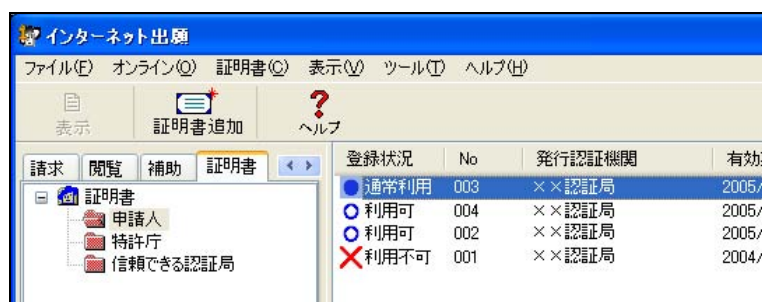 インターネット出願
ファイル(F) オンライン(O) 証明書(C) 表示(V) ツール(T) ヘルプ(H)
表示 証明書追加 ヘルプ
請求 閲覧 補助 証明書
証明書
申請人
特許庁
信頼できる認証局
登録状況 No 発行認証機関 有効
通常利用 003 ××認証局 2005/
利用可 004 ××認証局 2005/
利用可 002 ××認証局 2005/
利用不可 001 ××認証局 2004/